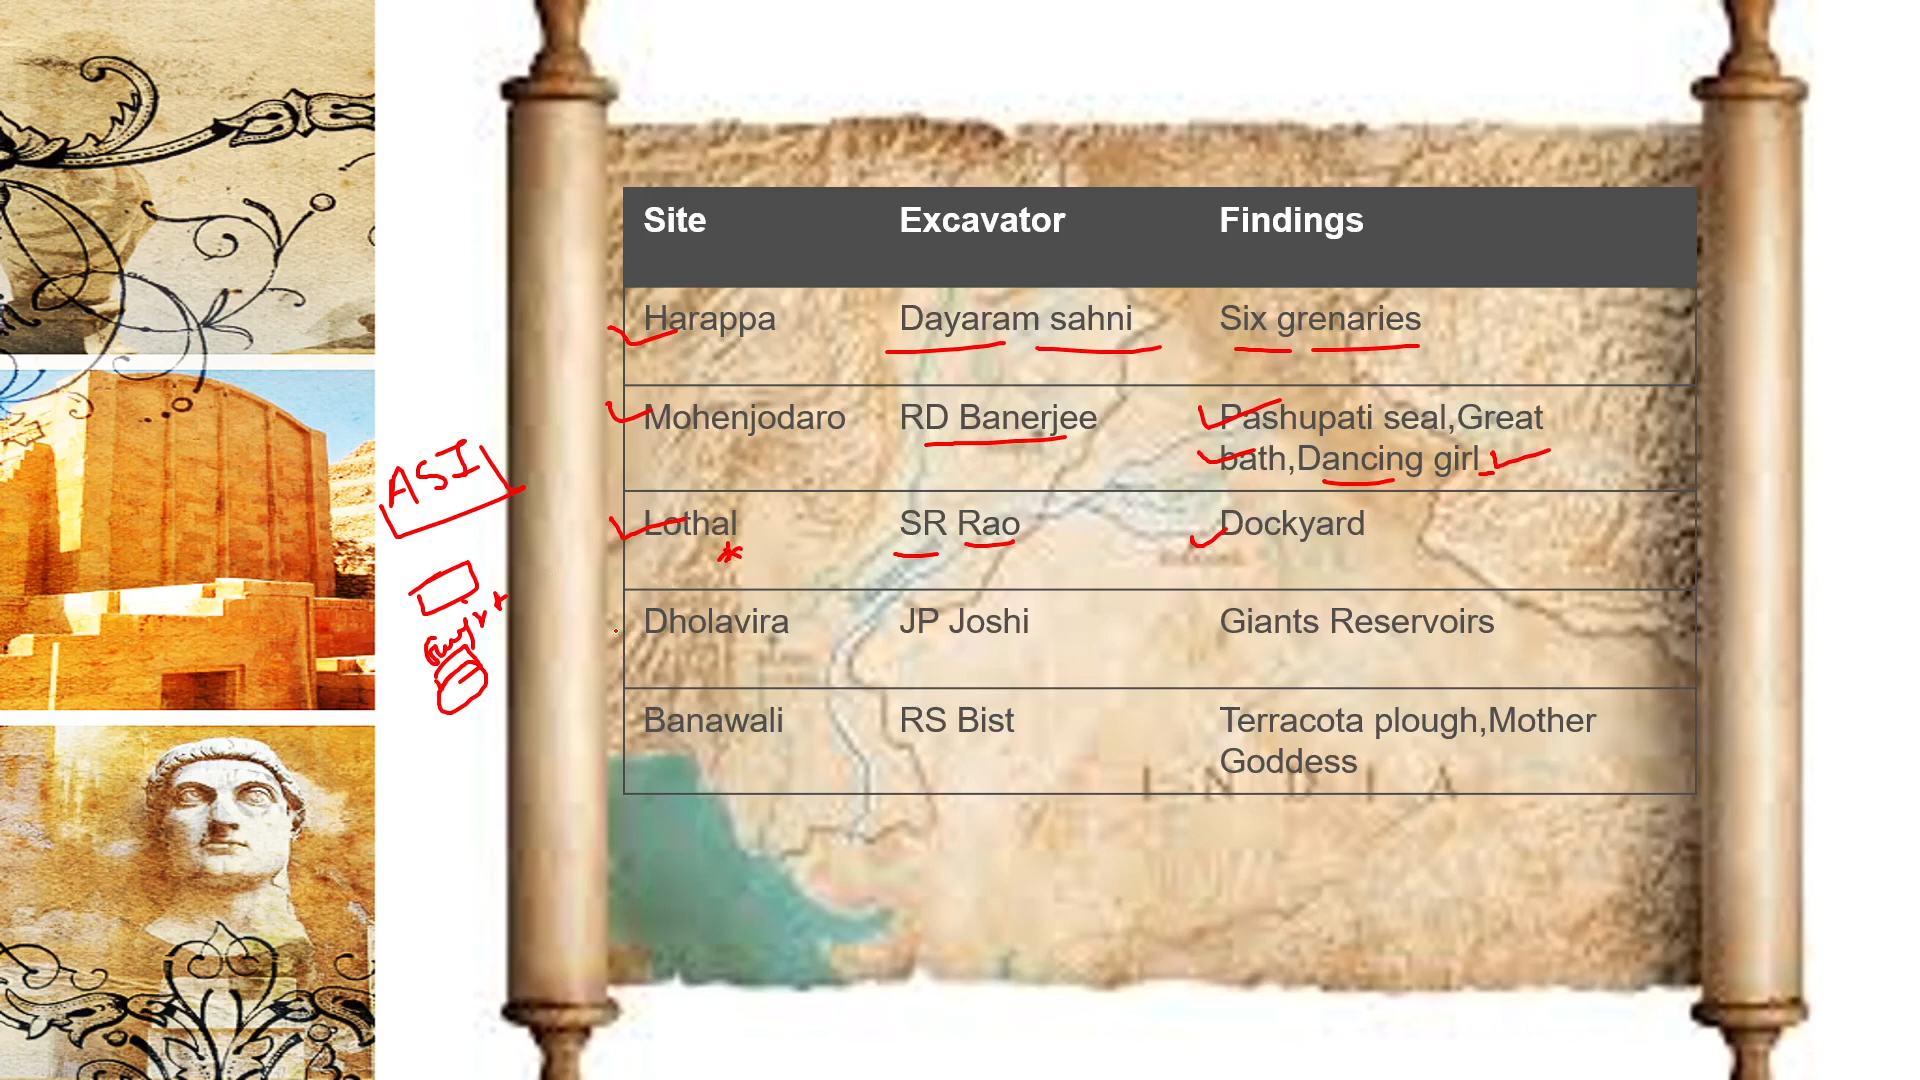 Site Excavator Findings
Harappa Dayaram sahni Six grenaries
Mohenjodaro RD Banerjee Pashupati seal,Great
bath,Dancing girl
Lothal SR Rao Dockyard
Dholavira JP Joshi Giants Reservoirs
Banawali RS Bist Terracota plough,Mother
Goddess
INDIA
ASI